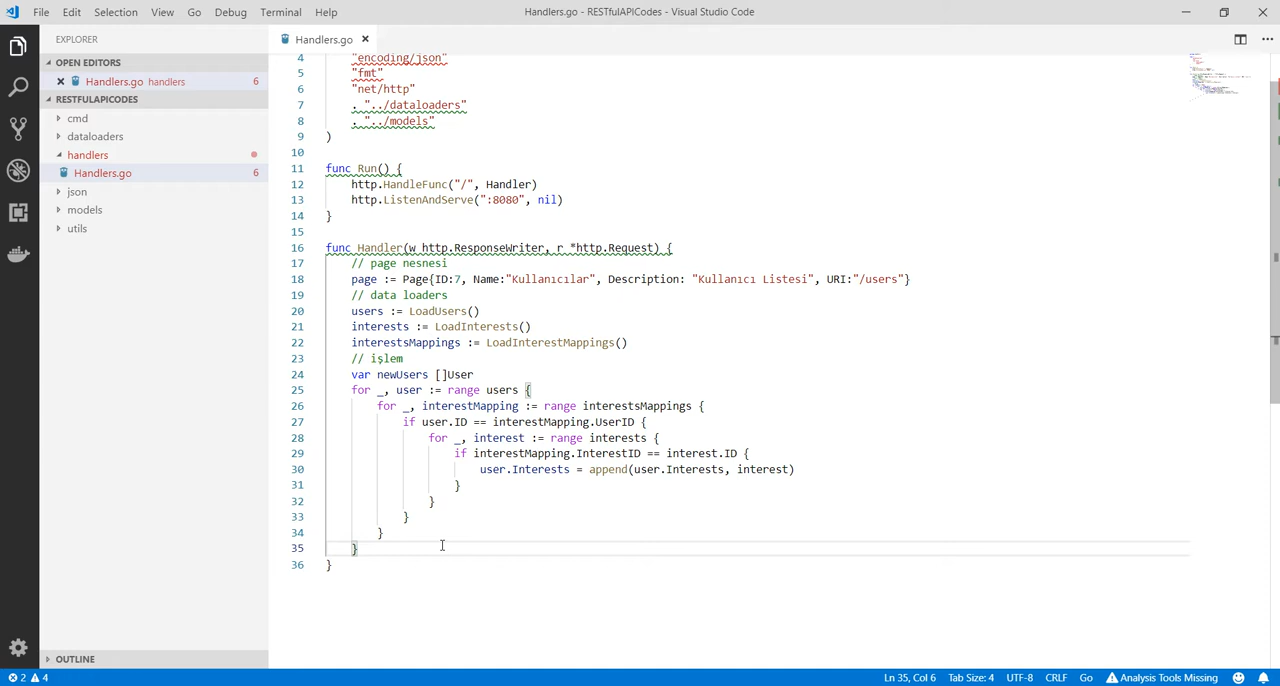 File Edit Selection View Go Debug Terminal Help
Handlers.go - RESTfulAPICodes - Visual Studio Code
EXPLORER
OPEN EDITORS
Handlers.go handlers 6
RESTFULAPICODES
cmd
dataloaders
handlers
Handlers.go 6
json
models
utils
OUTLINE
Handlers.go
4 "encoding/json"
5 "fmt"
6 "net/http"
7 . "../dataloaders"
8 . "../models"
9 )
10
11 func Run() {
12 http.HandleFunc("/", Handler)
13 http.ListenAndServe(":8080", nil)
14 }
15
16 func Handler(w http.ResponseWriter, r *http.Request) {
17 // page nesnesi
18 page := Page{ID:7, Name:"Kullanıcılar", Description: "Kullanıcı Listesi", URI:"/users"}
19 // data loaders
20 users := LoadUsers()
21 interests := LoadInterests()
22 interestsMappings := LoadInterestMappings()
23 // işlem
24 var newUsers []User
25 for _, user := range users {
26 for _, interestMapping := range interestsMappings {
27 if user.ID == interestMapping.UserID {
28 for _, interest := range interests {
29 if interestMapping.InterestID == interest.ID {
30 user.Interests = append(user.Interests, interest)
31 }
32 }
33 }
34 }
35 }
36 }
2 4
Ln 35, Col 6 Tab Size: 4 UTF-8 CRLF Go Analysis Tools Missing